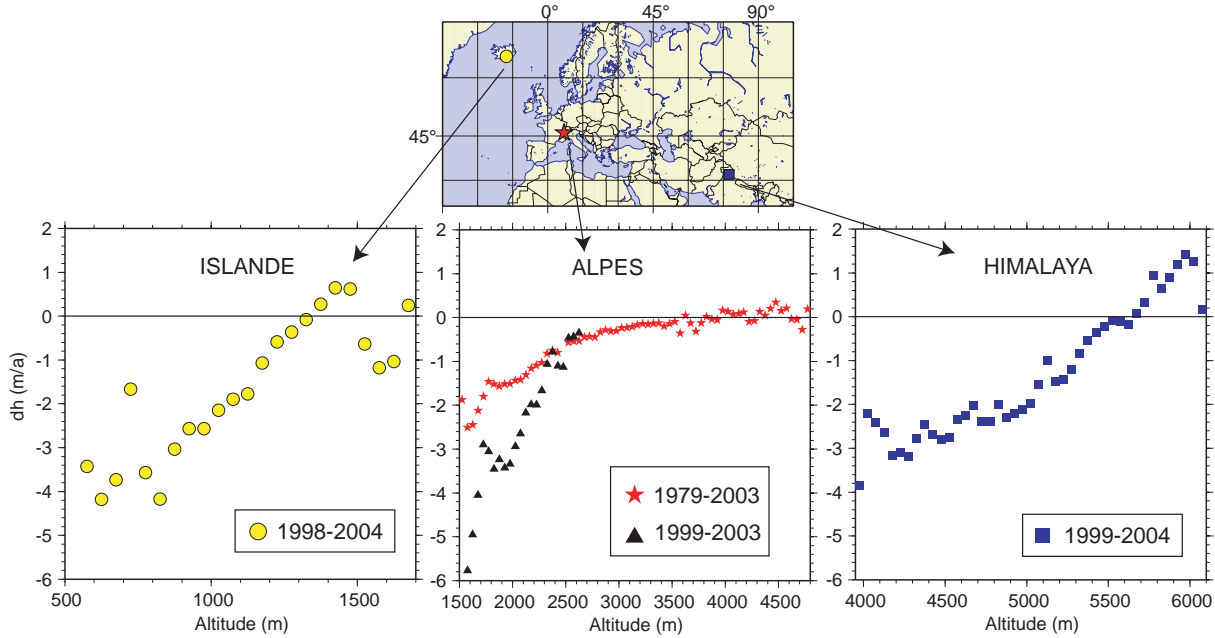 0° 45° 90°
45°
2
1
0
-1
-2
-3
-4
-5
-6
dh (m/a)
ISLANDE
1998-2004
500 1000 1500
Altitude (m)
2
1
0
-1
-2
-3
-4
-5
-6
ALPES
1979-2003
1999-2003
1500 2000 2500 3000 3500 4000 4500
Altitude (m)
2
1
0
-1
-2
-3
-4
-5
-6
HIMALAYA
1999-2004
4000 4500 5000 5500 6000
Altitude (m)